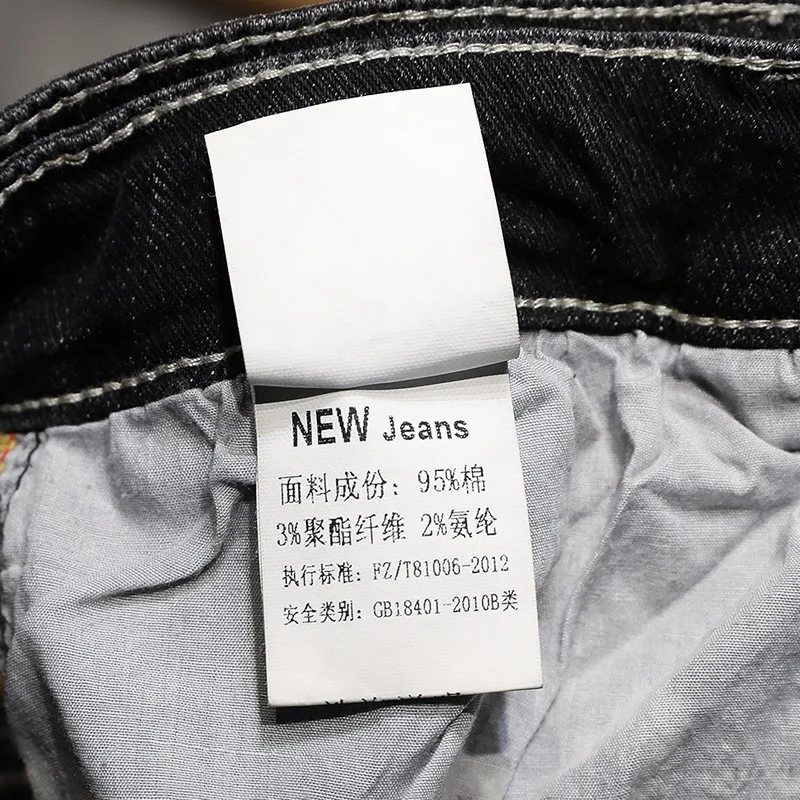 NEW Jeans
面料成份: 95%棉
3%聚酯纤维 2%氨纶
执行标准: FZ/T81006-2012
安全类别: GB18401-2010B类